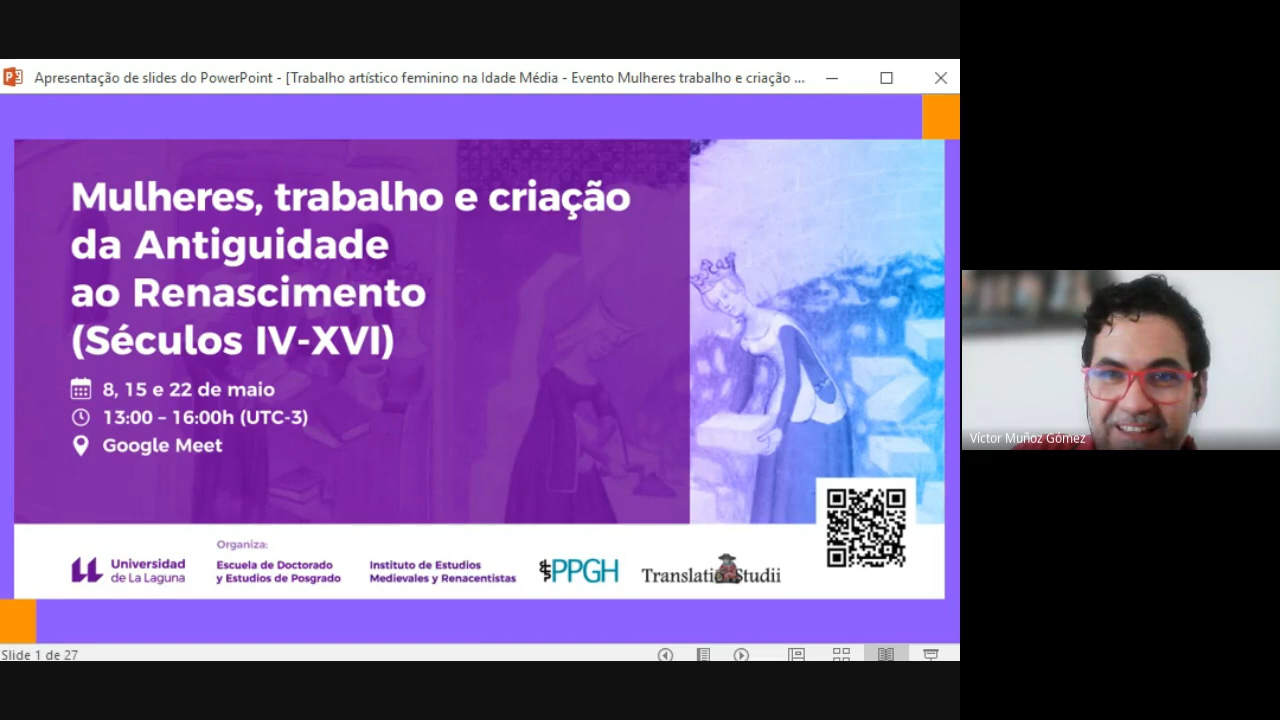 Apresentação de slides do PowerPoint - [Trabalho artístico feminino na Idade Média - Evento Mulheres trabalho e criação ...
Mulheres, trabalho e criação
da Antiguidade
ao Renascimento
(Séculos IV-XVI)
8, 15 e 22 de maio
13:00 – 16:00h (UTC-3)
Google Meet
Organiza:
Universidad
de La Laguna
Escuela de Doctorado
y Estudios de Posgrado
Instituto de Estudios
Medievales y Renacentistas
PPGH
Translatio Studii
Slide 1 de 27
Víctor Muñoz Gómez